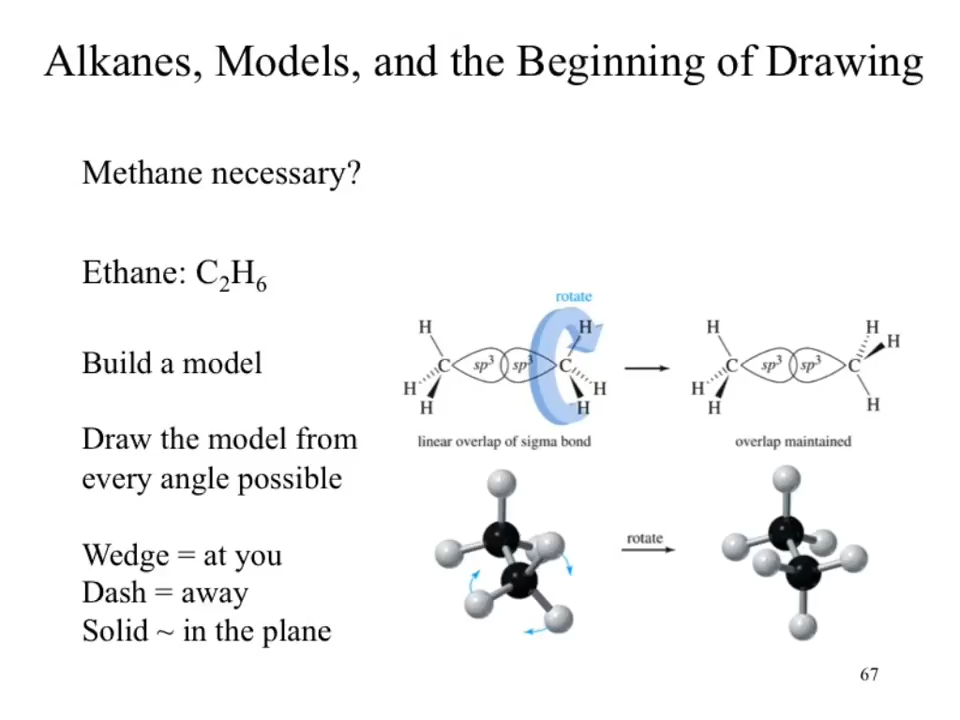 Alkanes, Models, and the Beginning of Drawing
Methane necessary?
Ethane: C₂H₆
Build a model
Draw the model from
every angle possible
Wedge = at you
Dash = away
Solid ~ in the plane
rotate
H H H H
C sp³ sp³ C C sp³ sp³ C
H H H
H H H H
linear overlap of sigma bond overlap maintained
rotate
67